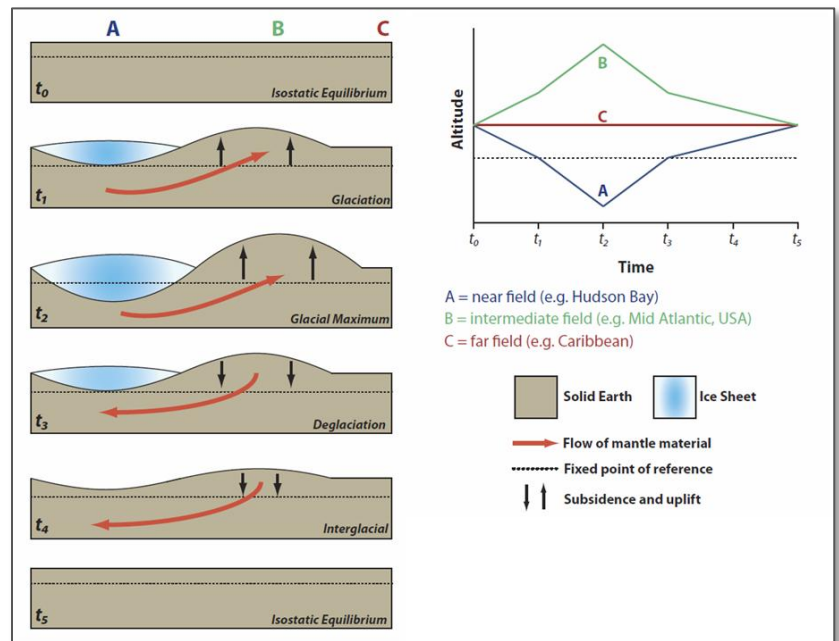 A B C
t0
Isostatic Equilibrium
t1
Glaciation
t2
Glacial Maximum
t3
Deglaciation
t4
Interglacial
t5
Isostatic Equilibrium
Altitude
B
C
A
t0 t1 t2 t3 t4 t5
Time
A = near field (e.g. Hudson Bay)
B = intermediate field (e.g. Mid Atlantic, USA)
C = far field (e.g. Caribbean)
Solid Earth Ice Sheet
Flow of mantle material
Fixed point of reference
Subsidence and uplift